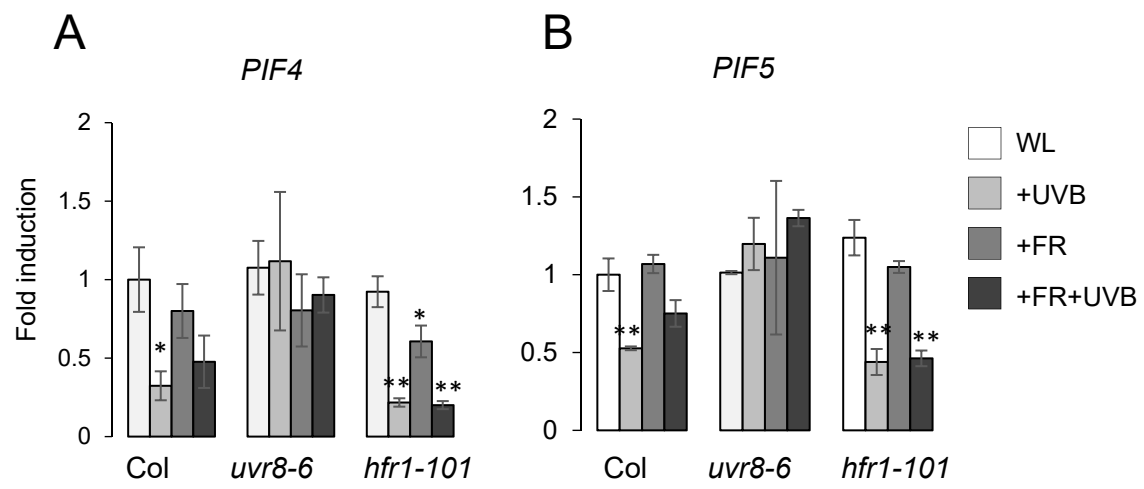 A
B
PIF4
PIF5
Fold induction
2
1.5
1
0.5
0
*
**
*
**
Col
uvr8-6
hfr1-101
2
1.5
1
0.5
0
**
**
**
Col
uvr8-6
hfr1-101
WL
+UVB
+FR
+FR+UVB